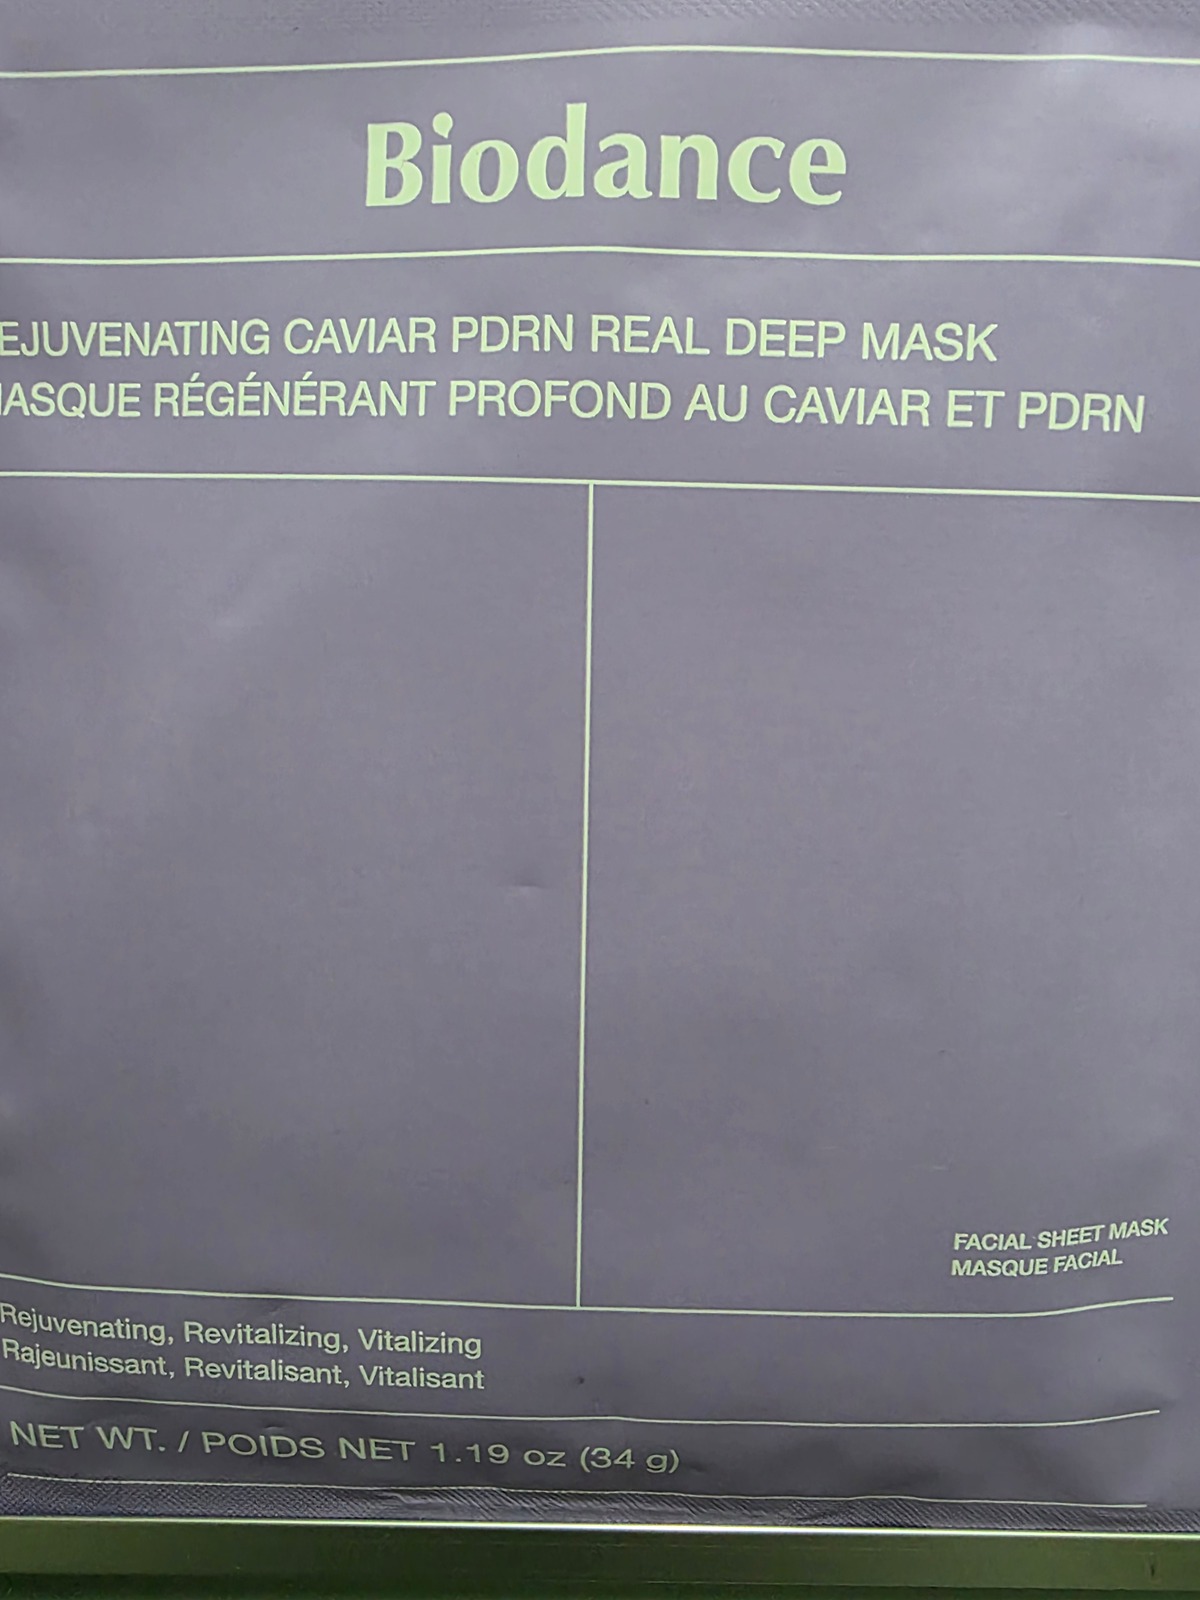 Biodance
EJUVENATING CAVIAR PDRN REAL DEEP MASK
ASQUE RÉGÉNÉRANT PROFOND AU CAVIAR ET PDRN
FACIAL SHEET MASK
MASQUE FACIAL
Rejuvenating, Revitalizing, Vitalizing
Rajeunissant, Revitalisant, Vitalisant
NET WT. / POIDS NET 1.19 oz (34 g)